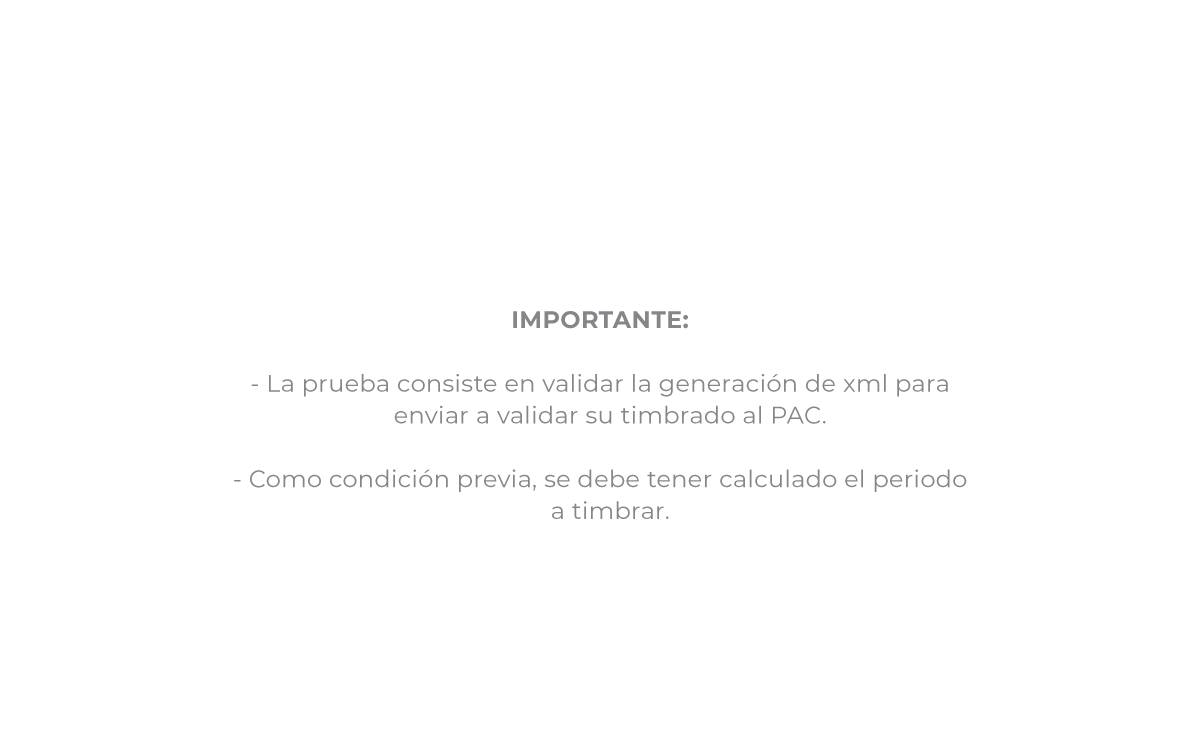 IMPORTANTE:
- La prueba consiste en validar la generación de xml para
enviar a validar su timbrado al PAC.
- Como condición previa, se debe tener calculado el periodo
a timbrar.